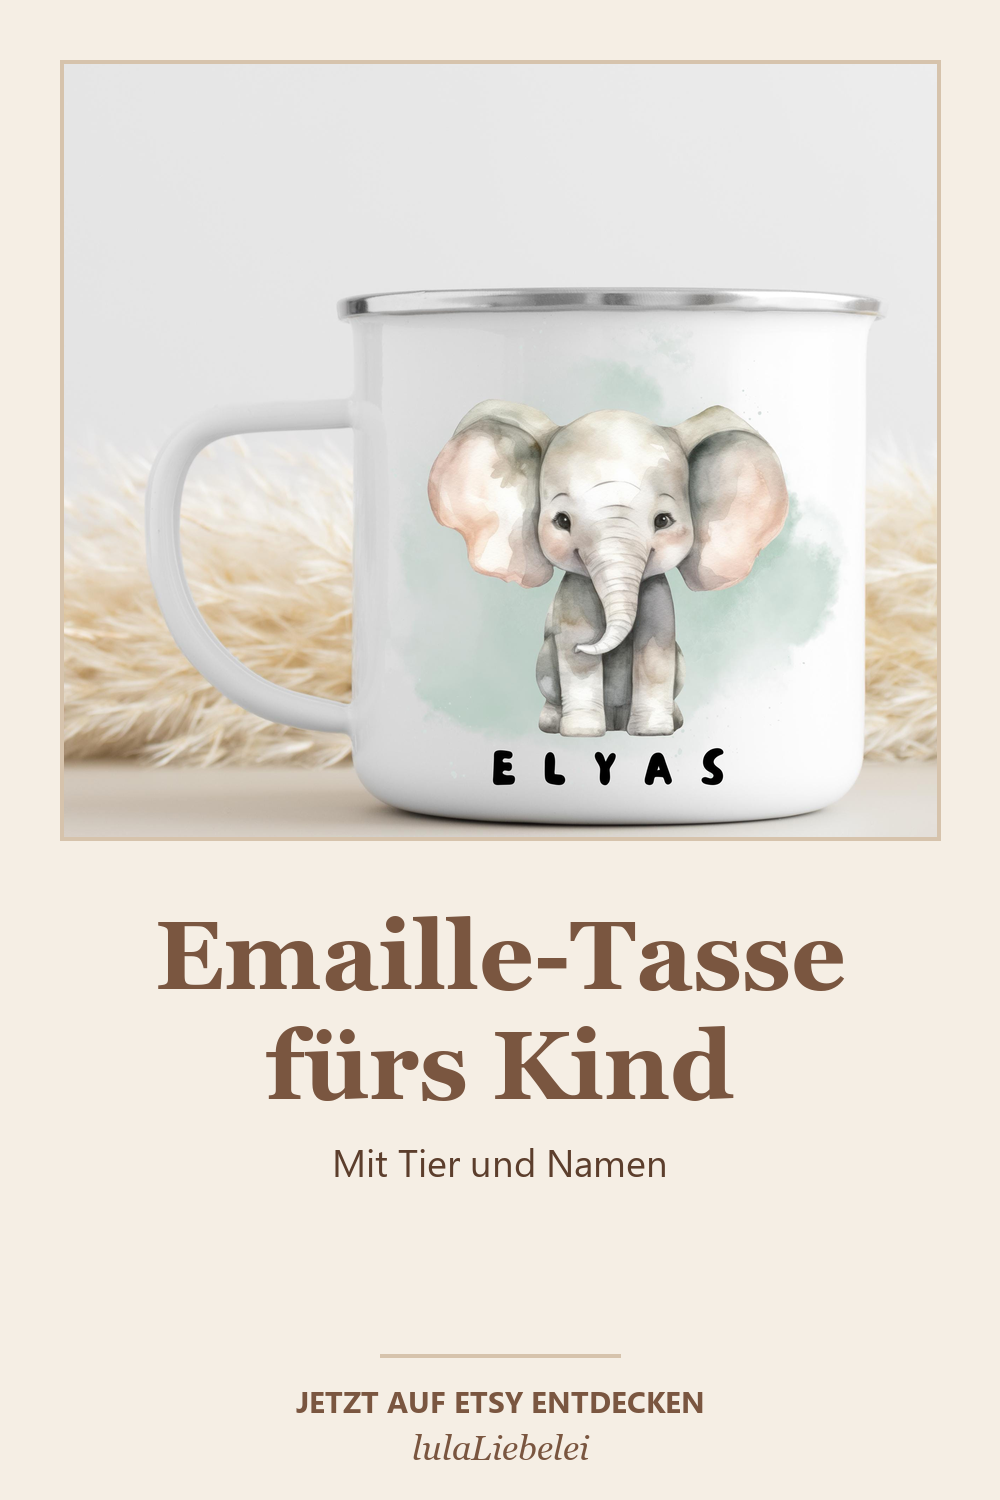 ELYAS
Emaille-Tasse
fürs Kind
Mit Tier und Namen
JETZT AUF ETSY ENTDECKEN
lulaLiebelei